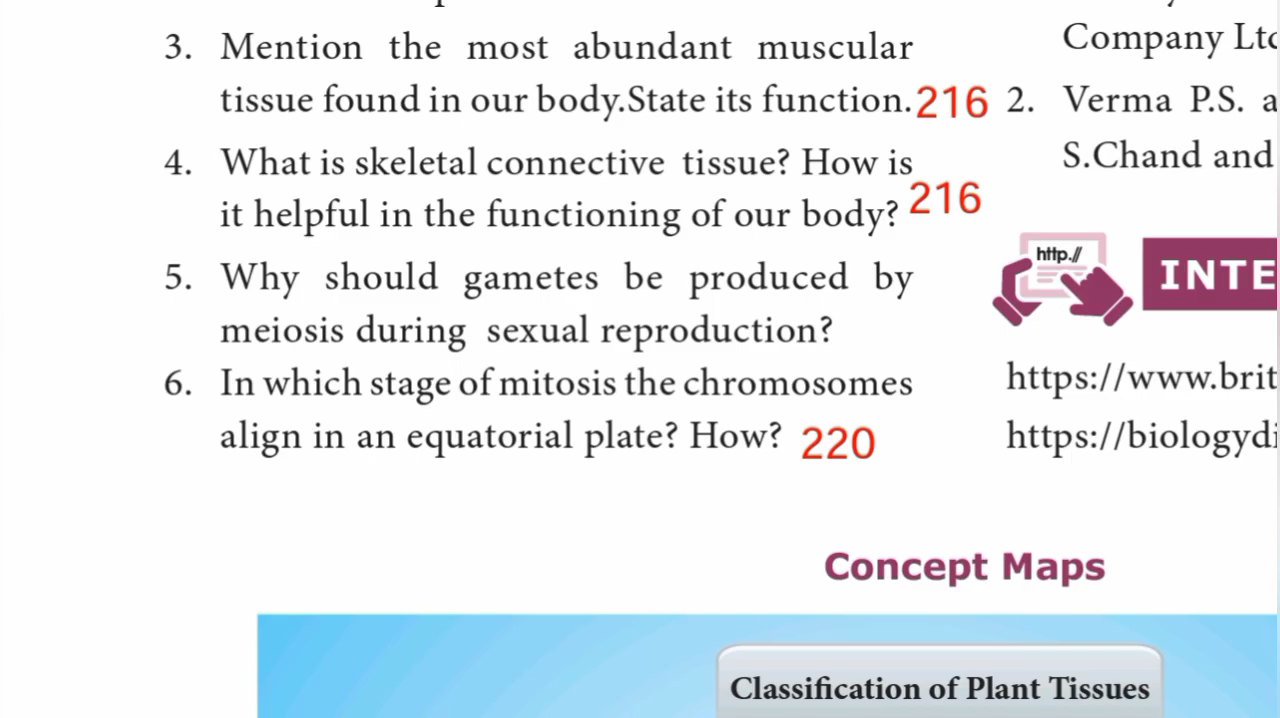 3. Mention the most abundant muscular
tissue found in our body.State its function. 216
4. What is skeletal connective tissue? How is
it helpful in the functioning of our body? 216
5. Why should gametes be produced by
meiosis during sexual reproduction?
6. In which stage of mitosis the chromosomes
align in an equatorial plate? How? 220
Company Ltd
2. Verma P.S. a
S.Chand and
http.//
INTE
https://www.brit
https://biologydi
Concept Maps
Classification of Plant Tissues